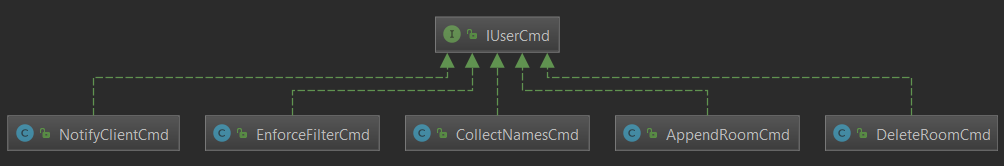 I IUserCmd
C NotifyClientCmd
C EnforceFilterCmd
C CollectNamesCmd
C AppendRoomCmd
C DeleteRoomCmd